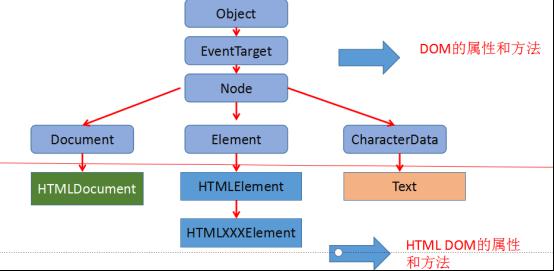 Object
EventTarget
DOM的属性和方法
Node
Document
Element
CharacterData
HTMLDocument
HTMLElement
Text
HTMLXXXElement
HTML DOM的属性
和方法